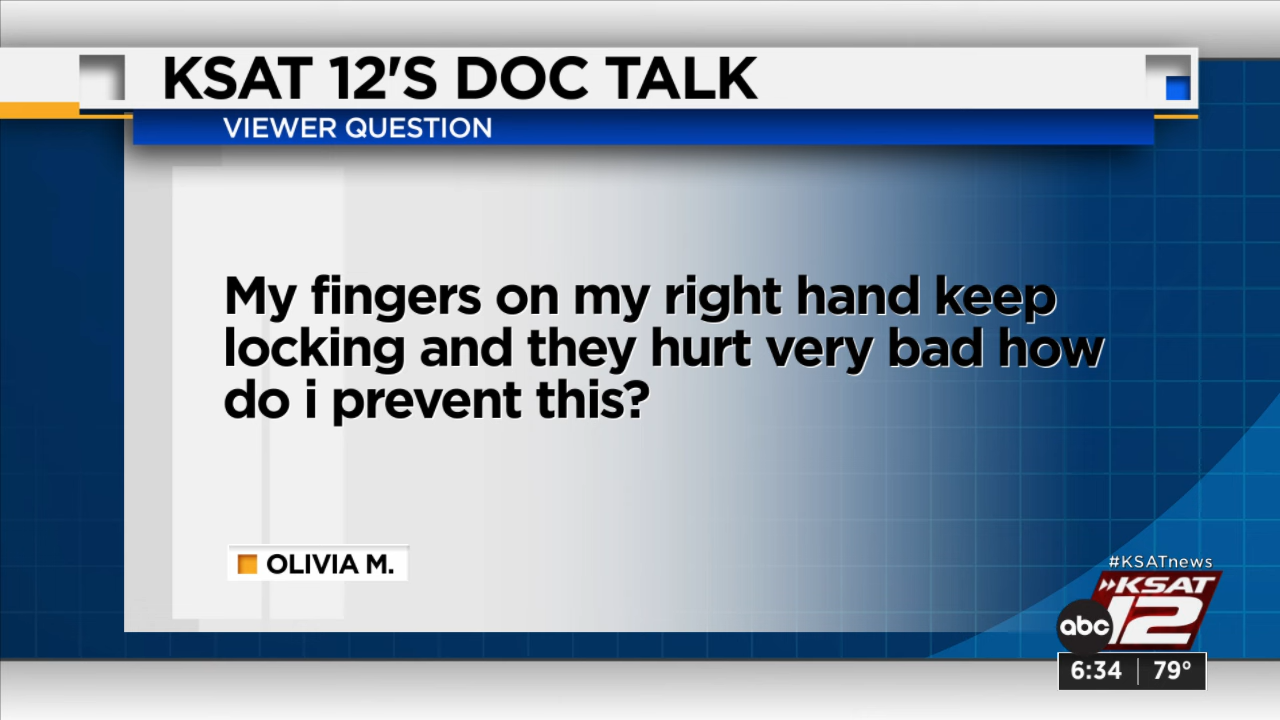 KSAT 12'S DOC TALK
VIEWER QUESTION
My fingers on my right hand keep
locking and they hurt very bad how
do i prevent this?
OLIVIA M.
#KSATnews
KSAT
abc 12
6:34 79°